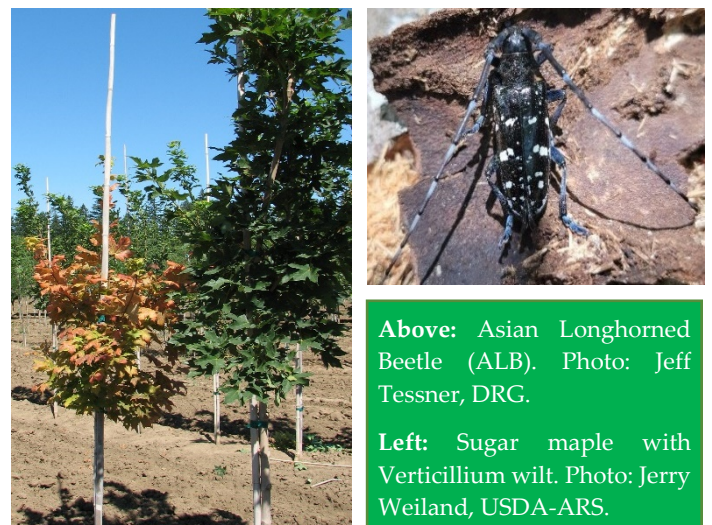 Above: Asian Longhorned
Beetle (ALB). Photo: Jeff
Tessner, DRG.
Left: Sugar maple with
Verticillium wilt. Photo: Jerry
Weiland, USDA-ARS.